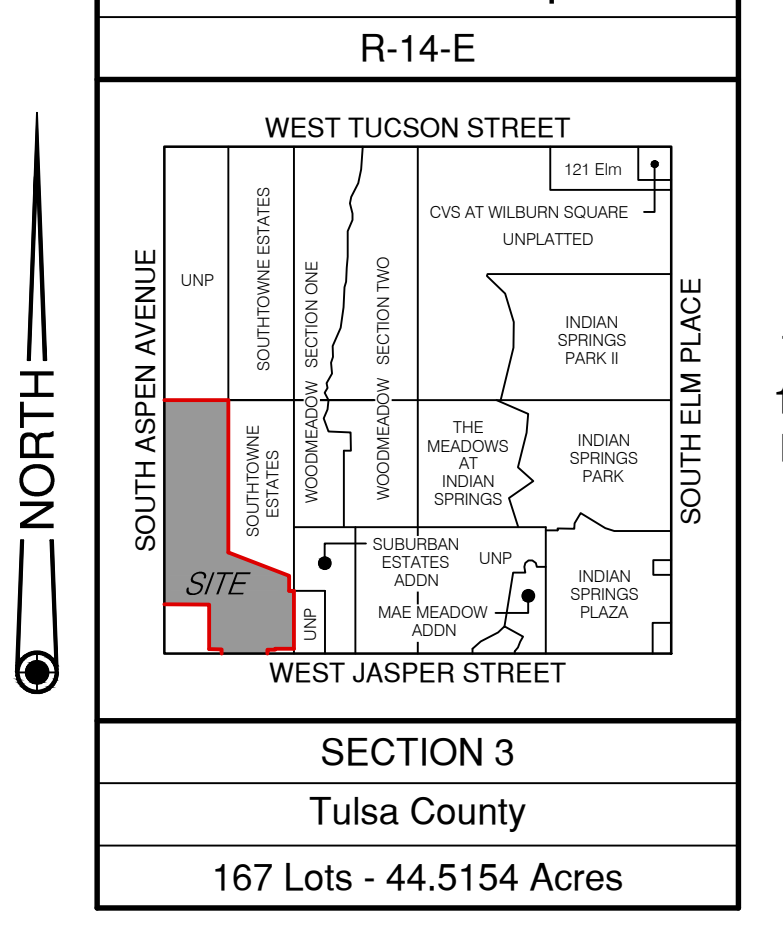 R-14-E
WEST TUCSON STREET
121 Elm
CVS AT WILBURN SQUARE
UNPLATTED
UNP
SOUTHTOWNE ESTATES
WOODMEADOW SECTION ONE
WOODMEADOW SECTION TWO
SOUTH ASPEN AVENUE
SOUTH ELM PLACE
NORTH
INDIAN
SPRINGS
PARK II
SOUTHTOWNE
ESTATES
THE
MEADOWS
AT
INDIAN
SPRINGS
INDIAN
SPRINGS
PARK
SITE
SUBURBAN
ESTATES
ADDN
UNP
UNP
MAE MEADOW
ADDN
INDIAN
SPRINGS
PLAZA
WEST JASPER STREET
SECTION 3
Tulsa County
167 Lots - 44.5154 Acres